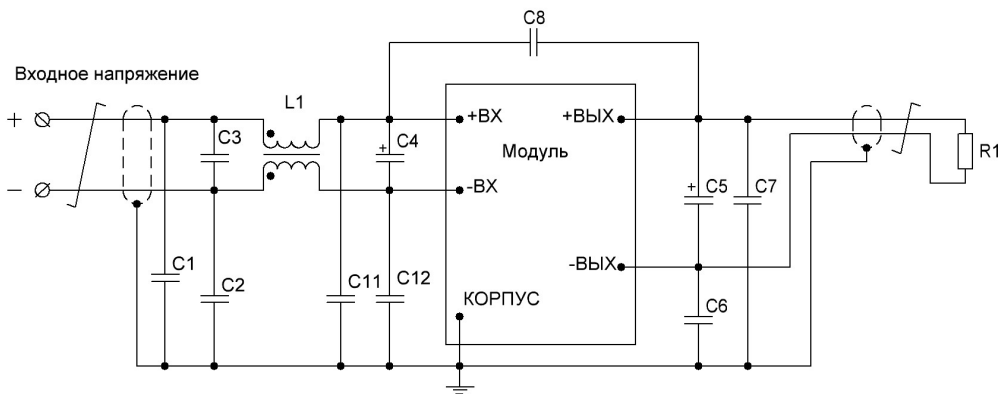 C8
Входное напряжение
L1
+
C3
C4
+
+ВХ
+ВЫХ
Модуль
R1
–
-ВХ
+
C5
C7
-ВЫХ
C1
C2
C11
C12
КОРПУС
C6